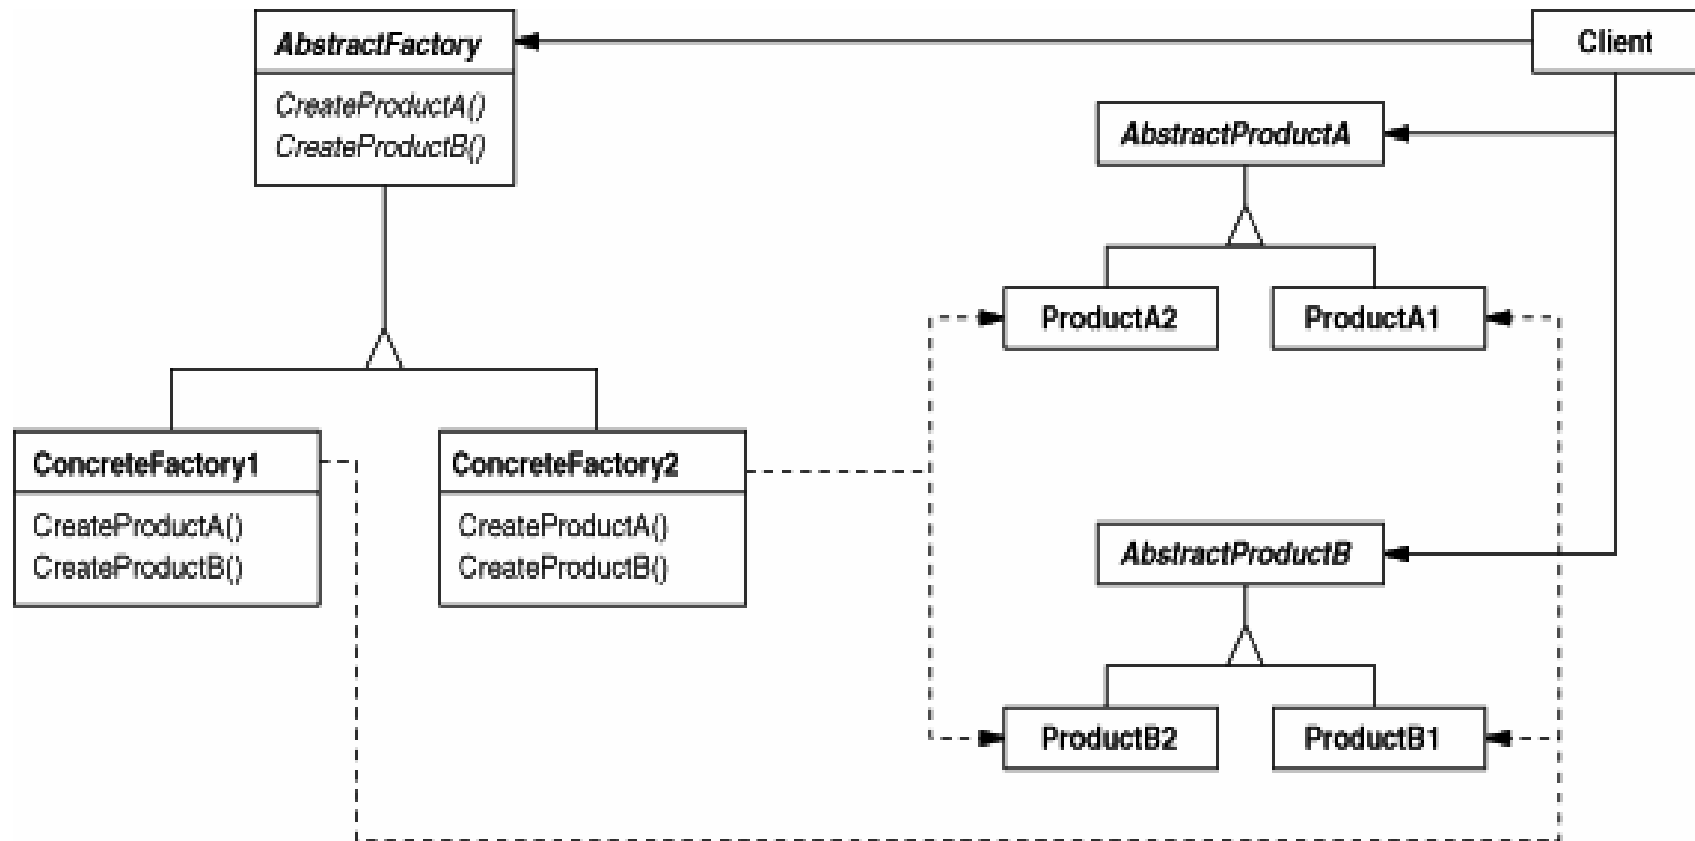 AbstractFactory
CreateProductA()
CreateProductB()
Client
AbstractProductA
ProductA2
ProductA1
ConcreteFactory1
CreateProductA()
CreateProductB()
ConcreteFactory2
CreateProductA()
CreateProductB()
AbstractProductB
ProductB2
ProductB1